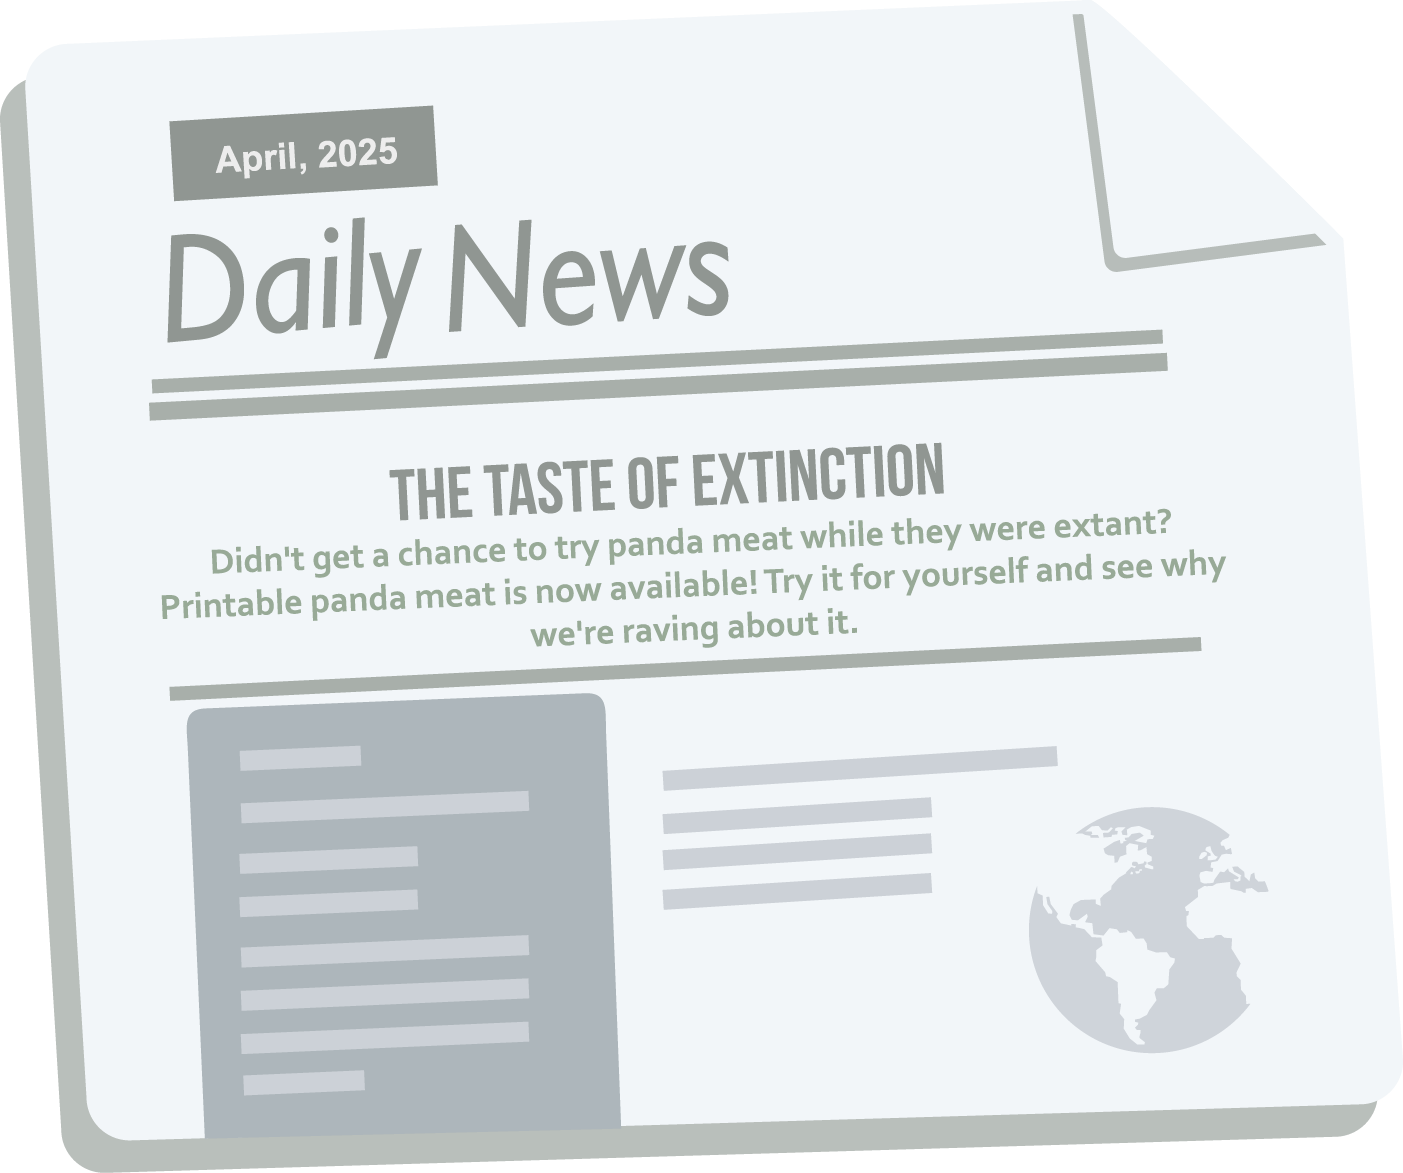 April, 2025
Daily News
THE TASTE OF EXTINCTION
Didn't get a chance to try panda meat while they were extant?
Printable panda meat is now available! Try it for yourself and see why
we're raving about it.